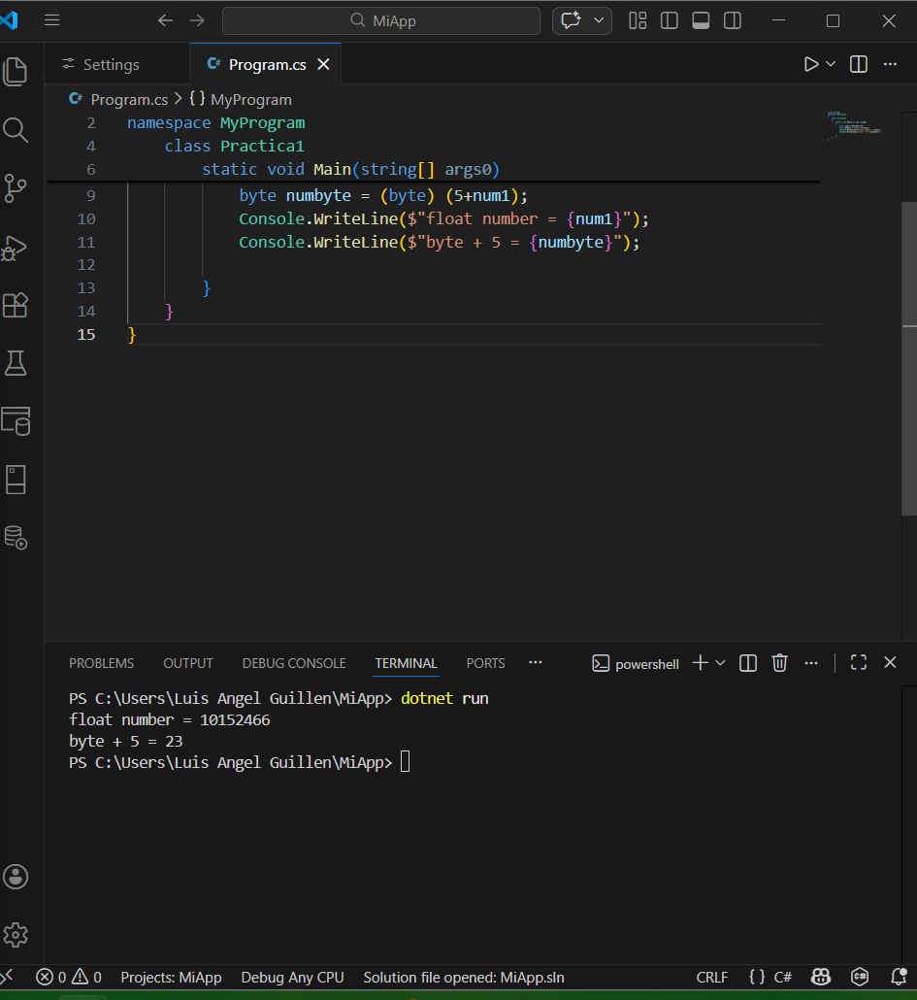 MiApp
Settings
C# Program.cs
C# Program.cs > { } MyProgram
2 namespace MyProgram
4 class Practica1
6 static void Main(string[] args0)
9 byte numbyte = (byte) (5+num1);
10 Console.WriteLine($"float number = {num1}");
11 Console.WriteLine($"byte + 5 = {numbyte}");
12
13 }
14 }
15 }
PROBLEMS OUTPUT DEBUG CONSOLE TERMINAL PORTS ··· powershell
PS C:\Users\Luis Angel Guillen\MiApp> dotnet run
float number = 10152466
byte + 5 = 23
PS C:\Users\Luis Angel Guillen\MiApp>
0 0 Projects: MiApp Debug Any CPU Solution file opened: MiApp.sln CRLF { } C#